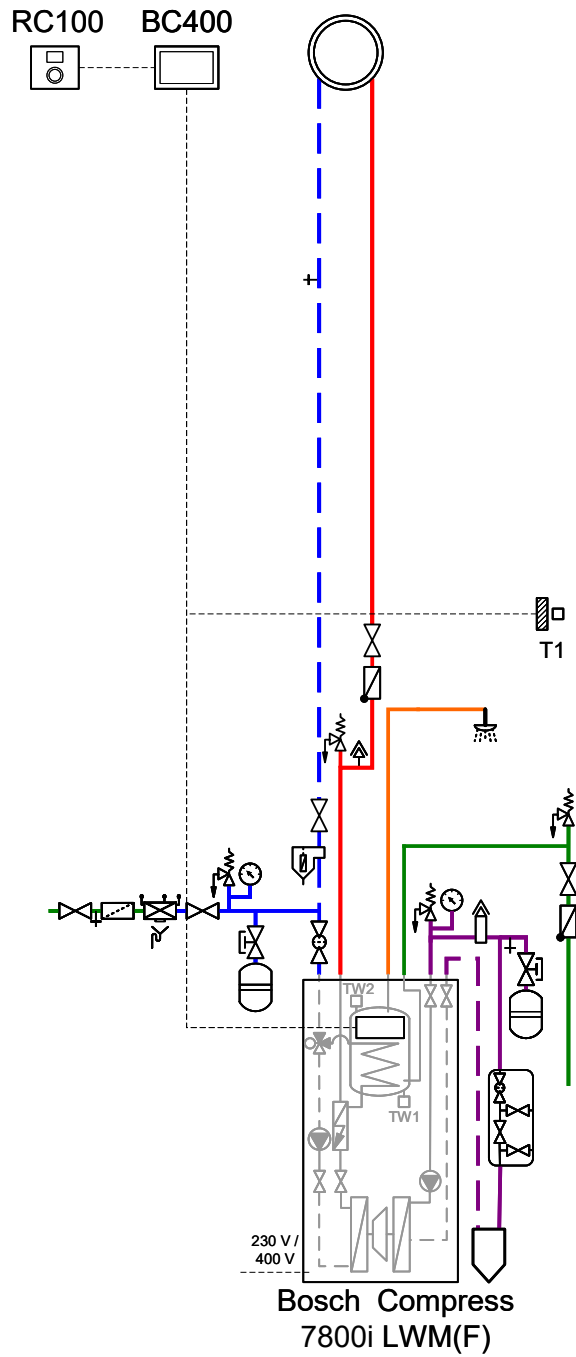 RC100 BC400
T1
TW2
TW1
230 V /
400 V
Bosch Compress
7800i LWM(F)